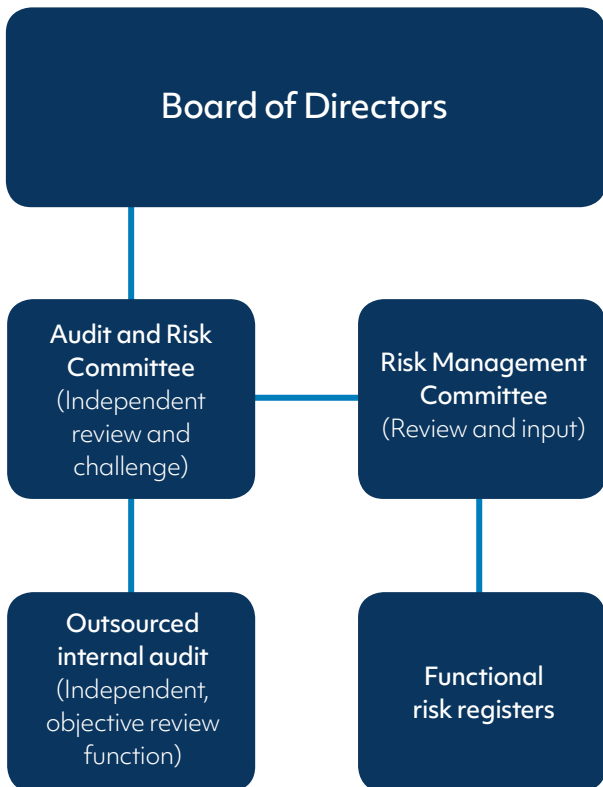 Board of Directors
Audit and Risk
Committee
(Independent
review and
challenge)
Risk Management
Committee
(Review and input)
Outsourced
internal audit
(Independent,
objective review
function)
Functional
risk registers